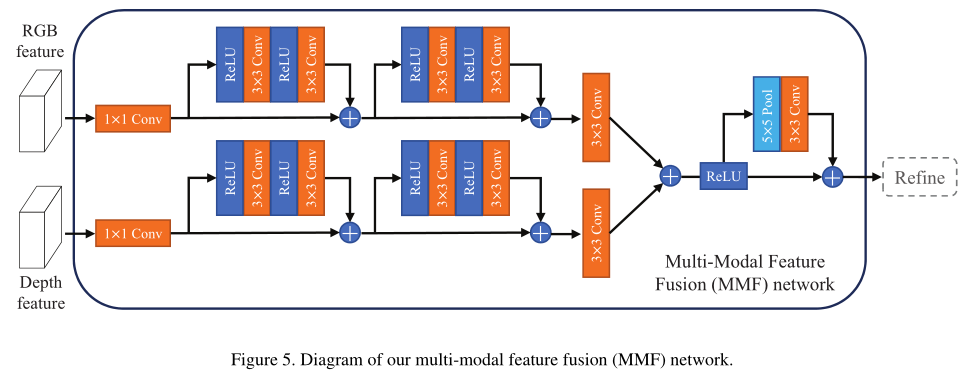 RGB
feature
1×1 Conv
ReLU
3×3 Conv
ReLU
3×3 Conv
ReLU
3×3 Conv
ReLU
3×3 Conv
3×3 Conv
Depth
feature
1×1 Conv
ReLU
3×3 Conv
ReLU
3×3 Conv
ReLU
3×3 Conv
ReLU
3×3 Conv
3×3 Conv
ReLU
5×5 Pool
3×3 Conv
Refine
Multi-Modal Feature
Fusion (MMF) network
Figure 5. Diagram of our multi-modal feature fusion (MMF) network.